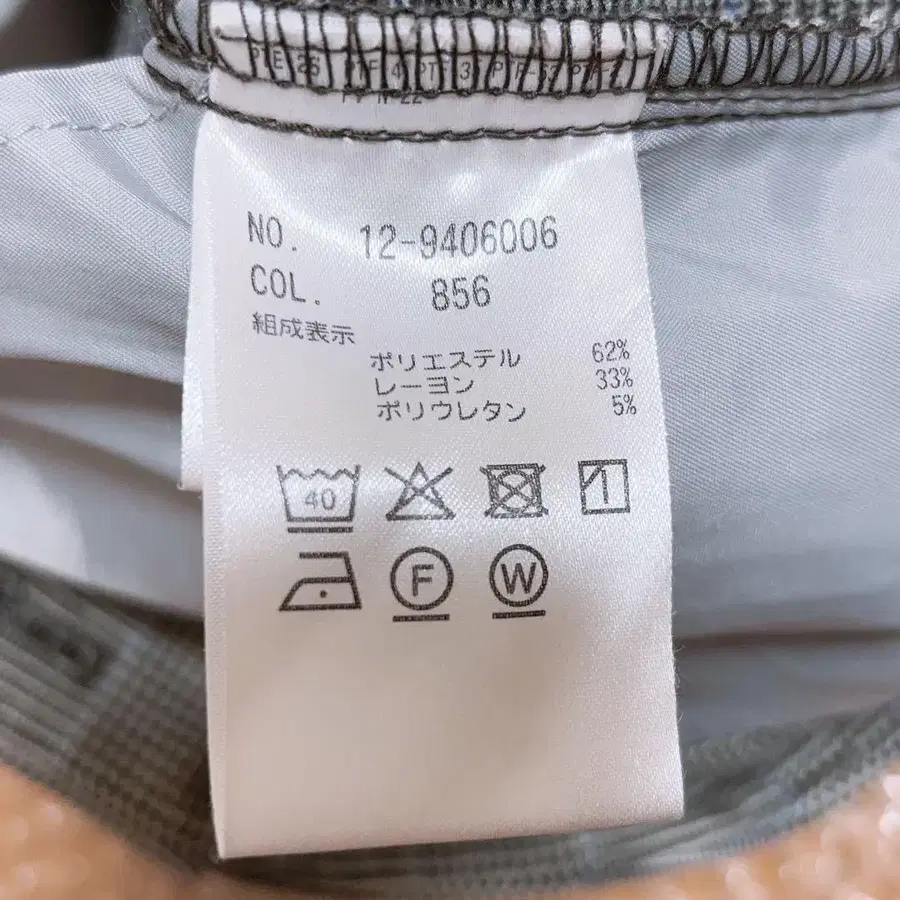 NO. 12-9406006
COL. 856
組成表示
ポリエステル 62%
レーヨン 33%
ポリウレタン 5%
40
F W